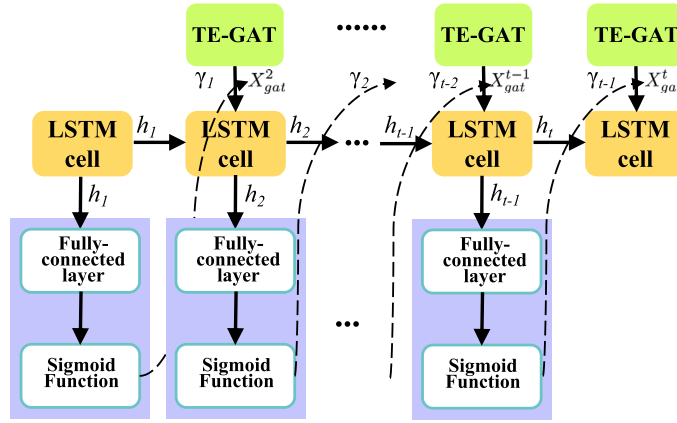 TE-GAT
......
TE-GAT
TE-GAT
γ1
X²gat
γ2
γt-2
Xᵗ⁻¹gat
γt-1
Xᵗga
LSTM
cell
h1
LSTM
cell
h2
...
ht-1
LSTM
cell
ht
LSTM
cell
h1
h2
ht-1
Fully-
connected
layer
Fully-
connected
layer
Fully-
connected
layer
...
Sigmoid
Function
Sigmoid
Function
Sigmoid
Function